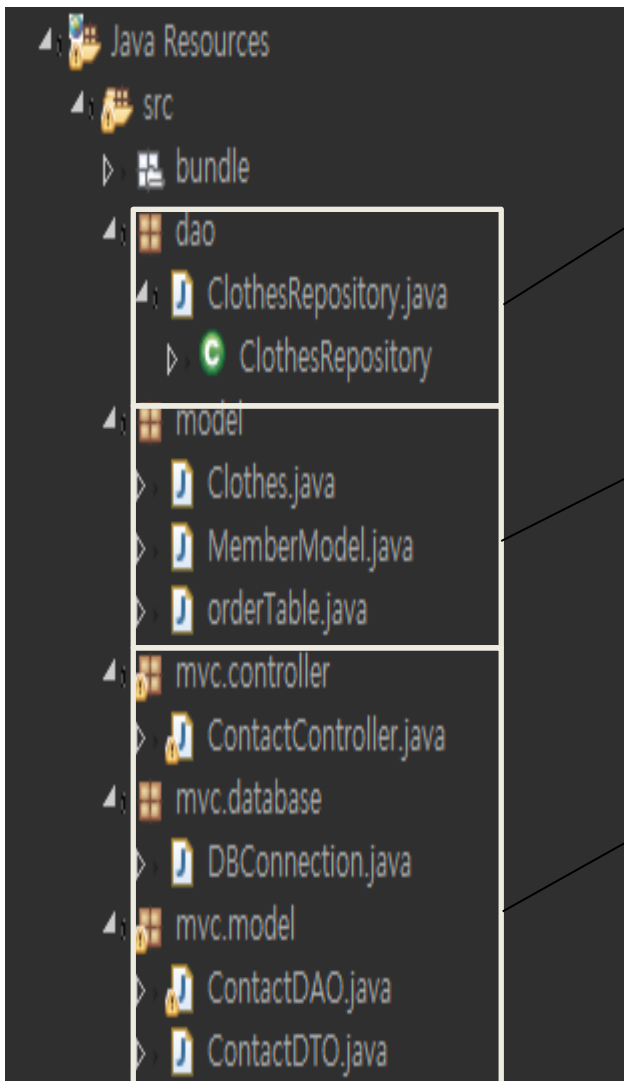 Java Resources
src
bundle
dao
ClothesRepository.java
ClothesRepository
model
Clothes.java
MemberModel.java
orderTable.java
mvc.controller
ContactController.java
mvc.database
DBConnection.java
mvc.model
ContactDAO.java
ContactDTO.java